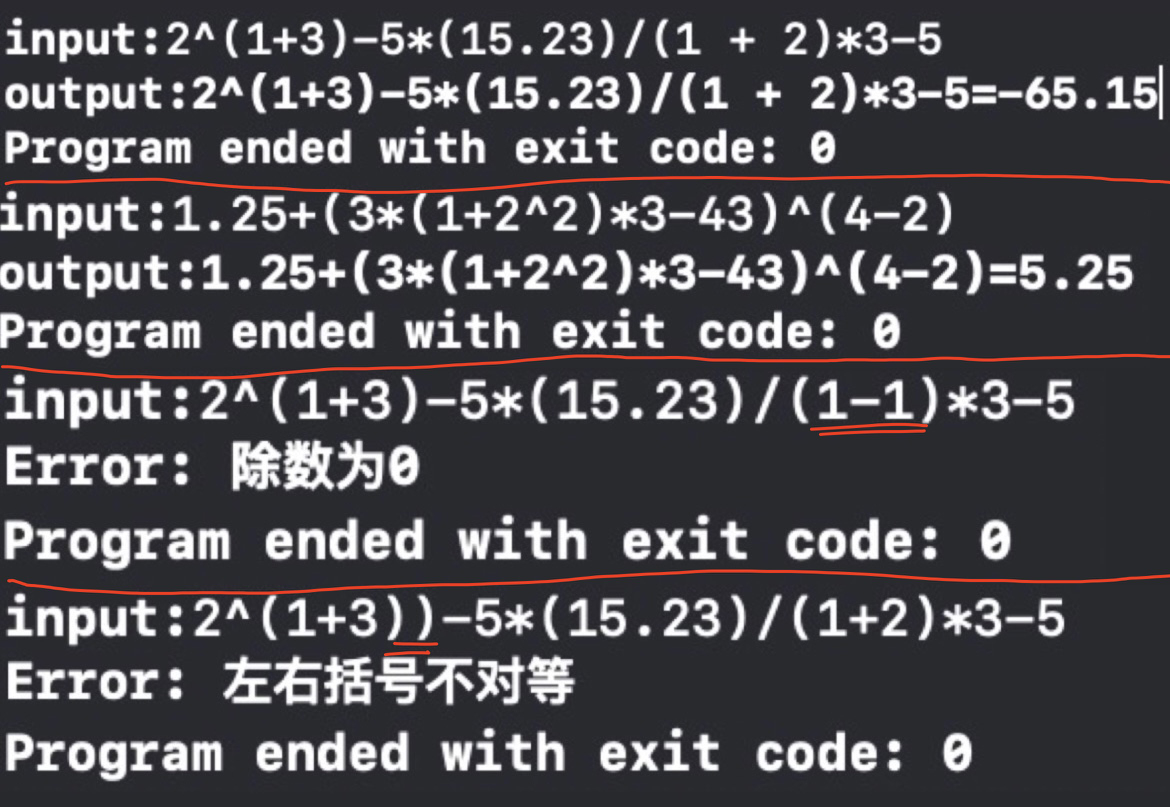 input:2^(1+3)-5*(15.23)/(1 + 2)*3-5
output:2^(1+3)-5*(15.23)/(1 + 2)*3-5=-65.15
Program ended with exit code: 0
input:1.25+(3*(1+2^2)*3-43)^(4-2)
output:1.25+(3*(1+2^2)*3-43)^(4-2)=5.25
Program ended with exit code: 0
input:2^(1+3)-5*(15.23)/(1-1)*3-5
Error: 除数为0
Program ended with exit code: 0
input:2^(1+3))-5*(15.23)/(1+2)*3-5
Error: 左右括号不对等
Program ended with exit code: 0